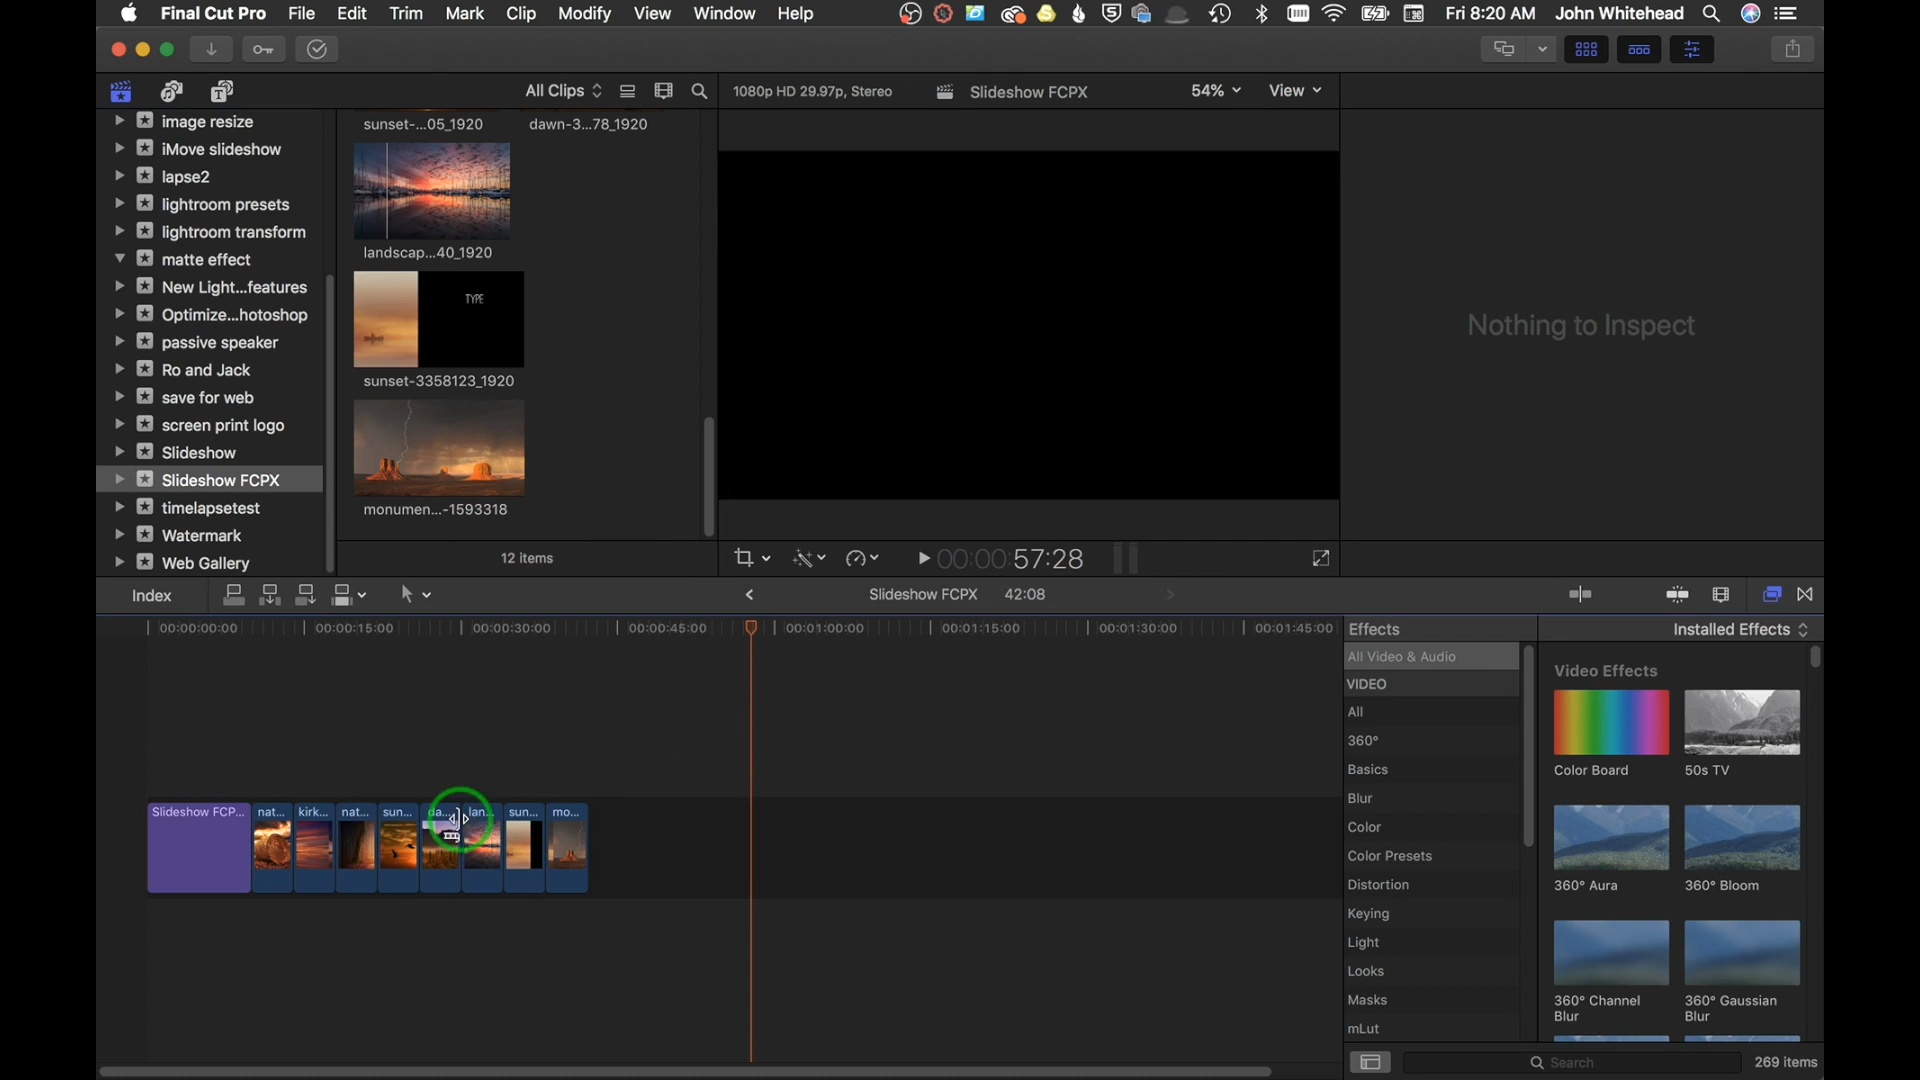 Final Cut Pro File Edit Trim Mark Clip Modify View Window Help Fri 8:20 AM John Whitehead
All Clips 1080p HD 29.97p, Stereo Slideshow FCPX 54% View
image resize
iMove slideshow
lapse2
lightroom presets
lightroom transform
matte effect
New Light...features
Optimize...hotoshop
passive speaker
Ro and Jack
save for web
screen print logo
Slideshow
Slideshow FCPX
timelapsetest
Watermark
Web Gallery
sunset-...05_1920 dawn-3...78_1920
landscap...40_1920
TYPE
sunset-3358123_1920
monumen...-1593318
12 items
00:00:00:57:28
Nothing to Inspect
Index Slideshow FCPX 42:08
00:00:00:00 00:00:15:00 00:00:30:00 00:00:45:00 00:01:00:00 00:01:15:00 00:01:30:00 00:01:45:00
Slideshow FCP... nat... kirk... nat... sun... da... lan... sun... mo...
Effects Installed Effects
All Video & Audio
VIDEO
All
360°
Basics
Blur
Color
Color Presets
Distortion
Keying
Light
Looks
Masks
mLut
Video Effects
Color Board 50s TV
360° Aura 360° Bloom
360° Channel Blur
360° Gaussian Blur
Search 269 items